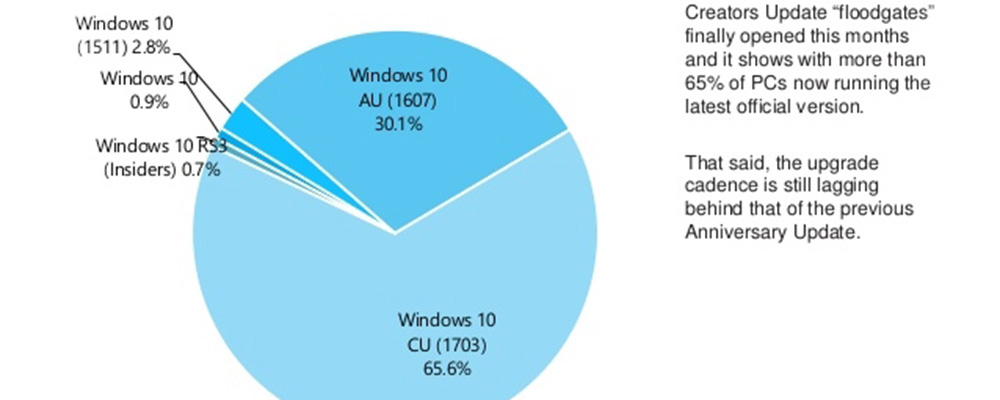 Windows 10
(1511) 2.8%
Windows 10
0.9%
Windows 10 RS3
(Insiders) 0.7%
Windows 10
AU (1607)
30.1%
Windows 10
CU (1703)
65.6%
Creators Update “floodgates”
finally opened this months
and it shows with more than
65% of PCs now running the
latest official version.
That said, the upgrade
cadence is still lagging
behind that of the previous
Anniversary Update.